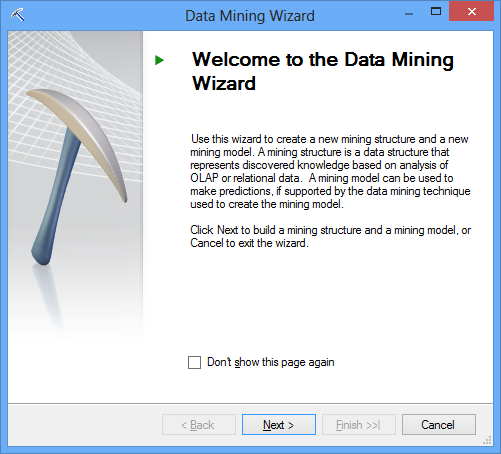 Data Mining Wizard
Welcome to the Data Mining
Wizard
Use this wizard to create a new mining structure and a new
mining model. A mining structure is a data structure that
represents discovered knowledge based on analysis of
OLAP or relational data.  A mining model can be used to
make predictions, if supported by the data mining technique
used to create the mining model.
Click Next to build a mining structure and a mining model, or
Cancel to exit the wizard.
Don't show this page again
< Back
Next >
Finish >>|
Cancel